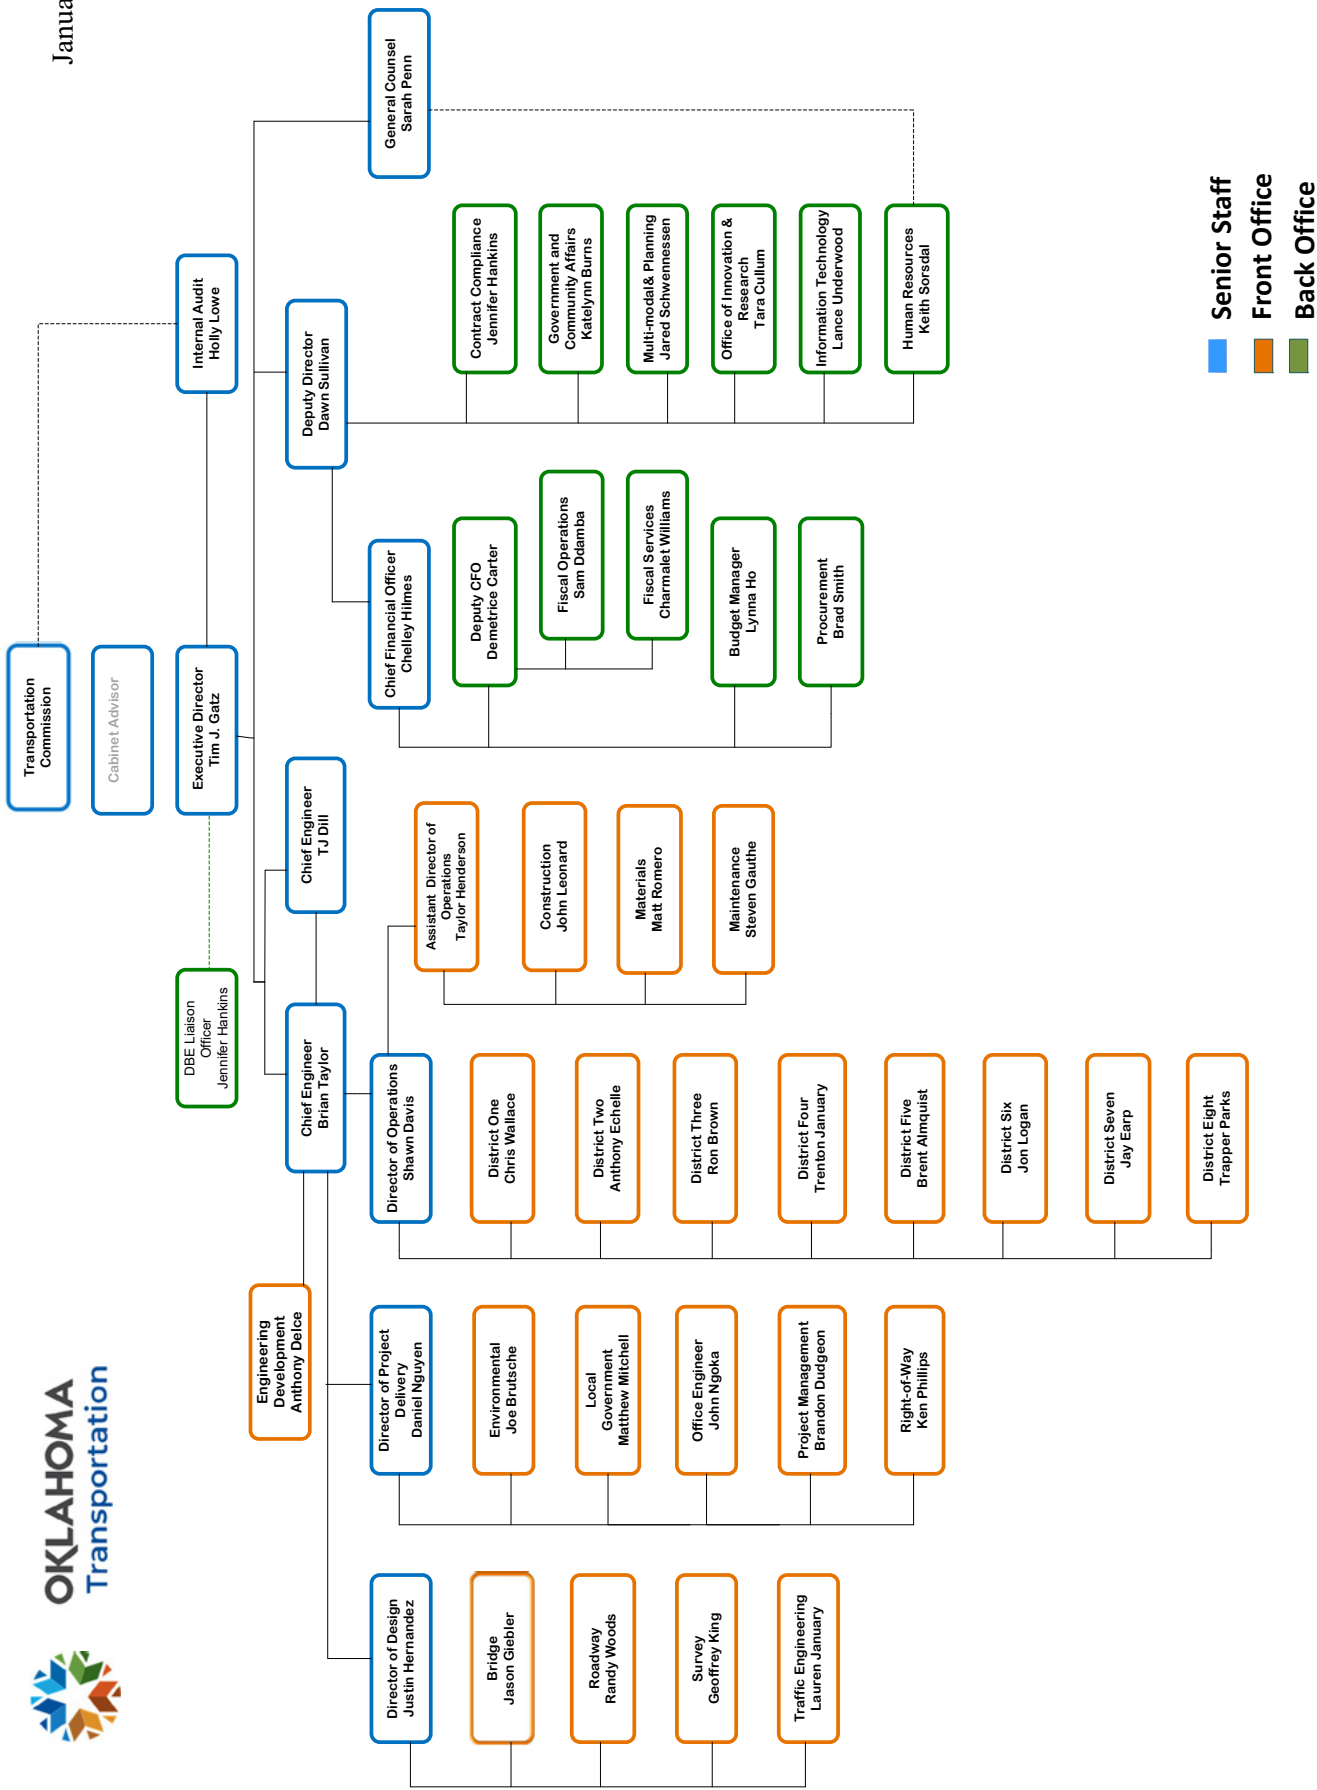 OKLAHOMA
Transportation
Janua
Transportation
Commission
Cabinet Advisor
Executive Director
Tim J. Gatz
Internal Audit
Holly Lowe
DBE Liaison
Officer
Jennifer Hankins
Engineering
Development
Anthony Delce
Chief Engineer
Brian Taylor
Chief Engineer
TJ Dill
Deputy Director
Dawn Sullivan
General Counsel
Sarah Penn
Director of Design
Justin Hernandez
Bridge
Jason Giebler
Roadway
Randy Woods
Survey
Geoffrey King
Traffic Engineering
Lauren January
Director of Project
Delivery
Daniel Nguyen
Environmental
Joe Brutsche
Local
Government
Matthew Mitchell
Office Engineer
John Ngoka
Project Management
Brandon Dudgeon
Right-of-Way
Ken Phillips
Director of Operations
Shawn Davis
District One
Chris Wallace
District Two
Anthony Echelle
District Three
Ron Brown
District Four
Trenton January
District Five
Brent Almquist
District Six
Jon Logan
District Seven
Jay Earp
District Eight
Trapper Parks
Assistant Director of
Operations
Taylor Henderson
Construction
John Leonard
Materials
Matt Romero
Maintenance
Steven Gauthe
Chief Financial Officer
Chelley Hilmes
Deputy CFO
Demetrice Carter
Fiscal Operations
Sam Ddamba
Fiscal Services
Charmalet Williams
Budget Manager
Lynna Ho
Procurement
Brad Smith
Contract Compliance
Jennifer Hankins
Government and
Community Affairs
Katelynn Burns
Multi-modal& Planning
Jared Schwennessen
Office of Innovation &
Research
Tara Cullum
Information Technology
Lance Underwood
Human Resources
Keith Sorsdal
Senior Staff
Front Office
Back Office